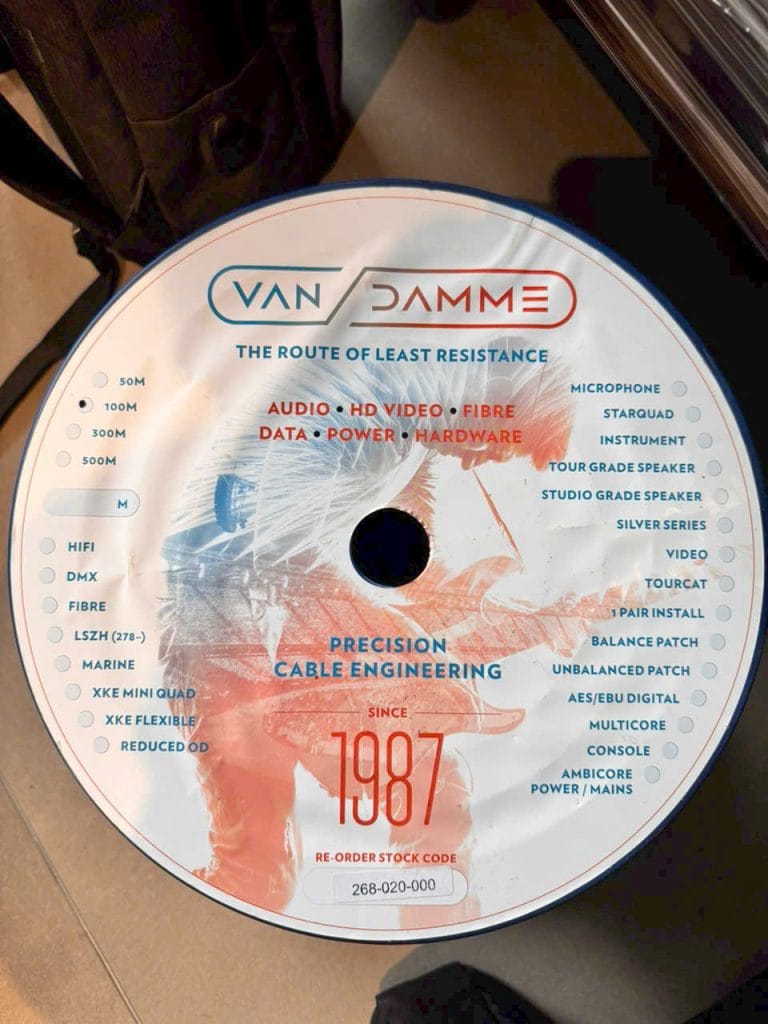 VAN DAMME
THE ROUTE OF LEAST RESISTANCE
AUDIO • HD VIDEO • FIBRE
DATA • POWER • HARDWARE
50M
100M
300M
500M
M
HIFI
DMX
FIBRE
LSZH (278-)
MARINE
XKE MINI QUAD
XKE FLEXIBLE
REDUCED OD
MICROPHONE
STARQUAD
INSTRUMENT
TOUR GRADE SPEAKER
STUDIO GRADE SPEAKER
SILVER SERIES
VIDEO
TOURCAT
1 PAIR INSTALL
BALANCE PATCH
UNBALANCED PATCH
AES/EBU DIGITAL
MULTICORE
CONSOLE
AMBICORE
POWER / MAINS
PRECISION
CABLE ENGINEERING
SINCE
1987
RE-ORDER STOCK CODE
268-020-000